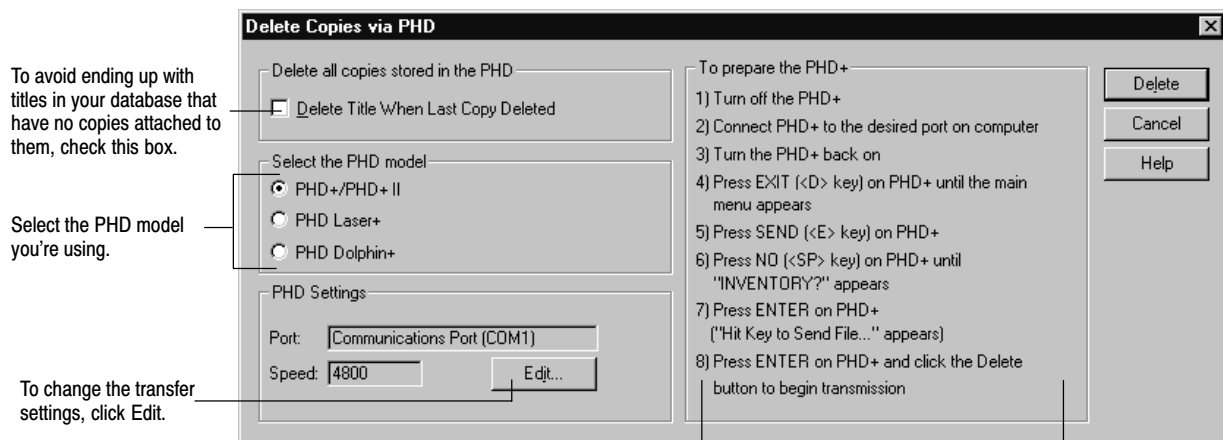 Delete Copies via PHD
To avoid ending up with
titles in your database that
have no copies attached to
them, check this box.
Delete all copies stored in the PHD
Delete Title When Last Copy Deleted
Select the PHD model
you're using.
Select the PHD model
PHD+/PHD+ II
PHD Laser+
PHD Dolphin+
To change the transfer
settings, click Edit.
PHD Settings
Port: Communications Port (COM1)
Speed: 4800
Edit...
To prepare the PHD+
1) Turn off the PHD+
2) Connect PHD+ to the desired port on computer
3) Turn the PHD+ back on
4) Press EXIT (<D> key) on PHD+ until the main
menu appears
5) Press SEND (<E> key) on PHD+
6) Press NO (<SP> key) on PHD+ until
"INVENTORY?" appears
7) Press ENTER on PHD+
("Hit Key to Send File..." appears)
8) Press ENTER on PHD+ and click the Delete
button to begin transmission
Delete
Cancel
Help